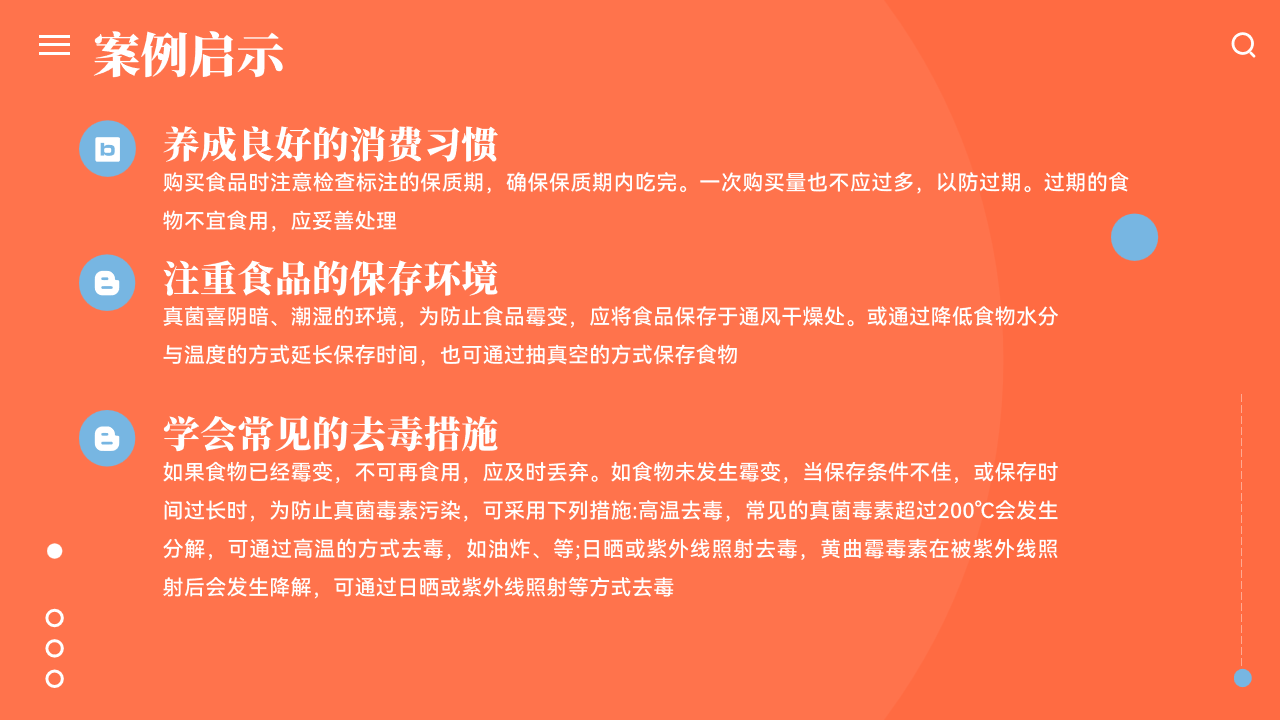 案例启示
养成良好的消费习惯
购买食品时注意检查标注的保质期，确保保质期内吃完。一次购买量也不应过多，以防过期。过期的食
物不宜食用，应妥善处理
注重食品的保存环境
真菌喜阴暗、潮湿的环境，为防止食品霉变，应将食品保存于通风干燥处。或通过降低食物水分
与温度的方式延长保存时间，也可通过抽真空的方式保存食物
学会常见的去毒措施
如果食物已经霉变，不可再食用，应及时丢弃。如食物未发生霉变，当保存条件不佳，或保存时
间过长时，为防止真菌毒素污染，可采用下列措施:高温去毒，常见的真菌毒素超过200℃会发生
分解，可通过高温的方式去毒，如油炸、等;日晒或紫外线照射去毒，黄曲霉毒素在被紫外线照
射后会发生降解，可通过日晒或紫外线照射等方式去毒